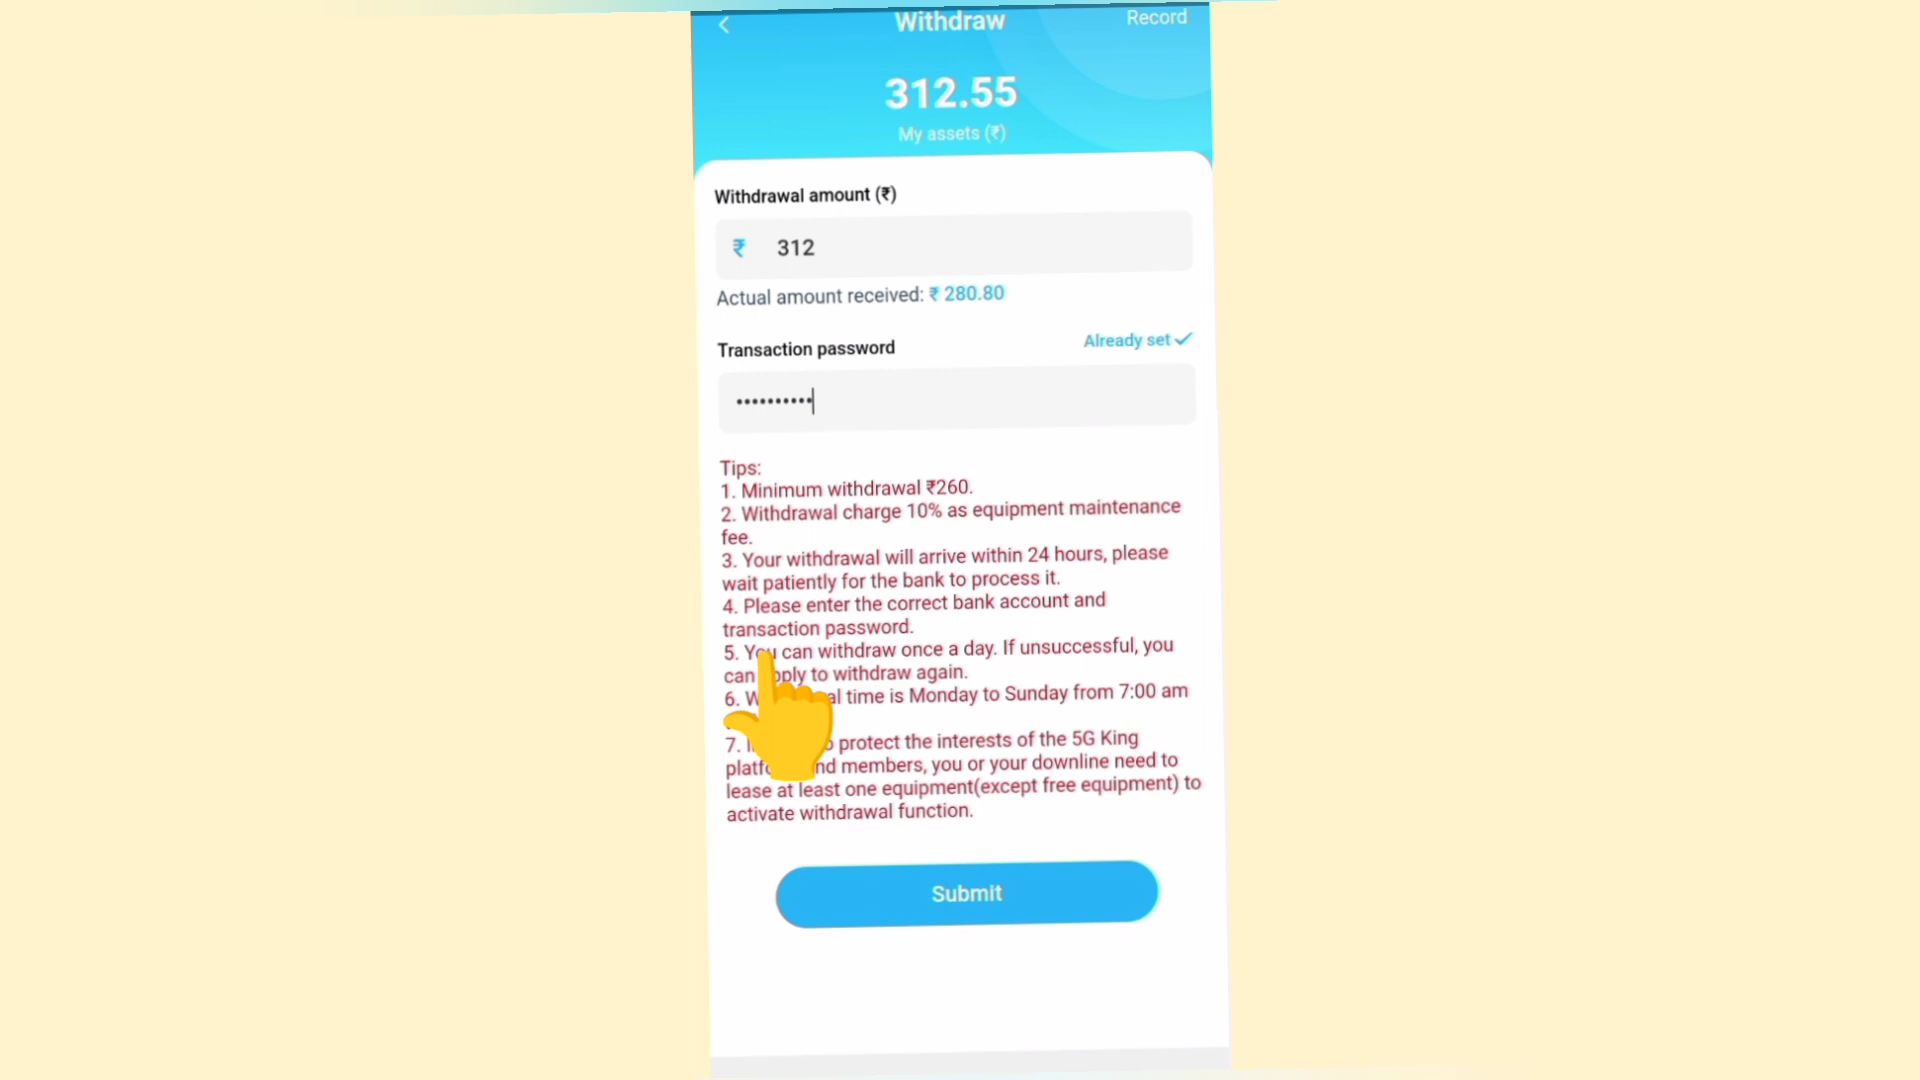 Withdraw
Record
312.55
My assets (₹)
Withdrawal amount (₹)
₹ 312
Actual amount received: ₹ 280.80
Transaction password
Already set
••••••••••
Tips:
1. Minimum withdrawal ₹260.
2. Withdrawal charge 10% as equipment maintenance
fee.
3. Your withdrawal will arrive within 24 hours, please
wait patiently for the bank to process it.
4. Please enter the correct bank account and
transaction password.
5. You can withdraw once a day. If unsuccessful, you
can to withdraw again.
6. time is Monday to Sunday from 7:00 am
7. protect the interests of the 5G King
members, you or your downline need to
lease at least one equipment(except free equipment) to
activate withdrawal function.
Submit